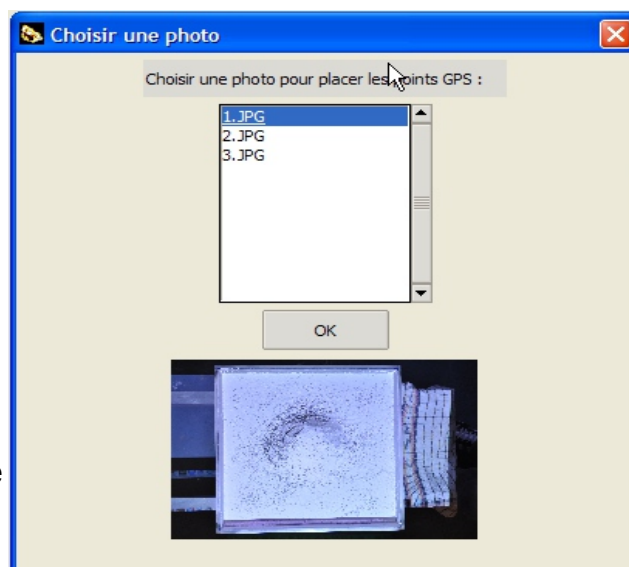 Choisir une photo
Choisir une photo pour placer les points GPS :
1.JPG
2.JPG
3.JPG
OK
e